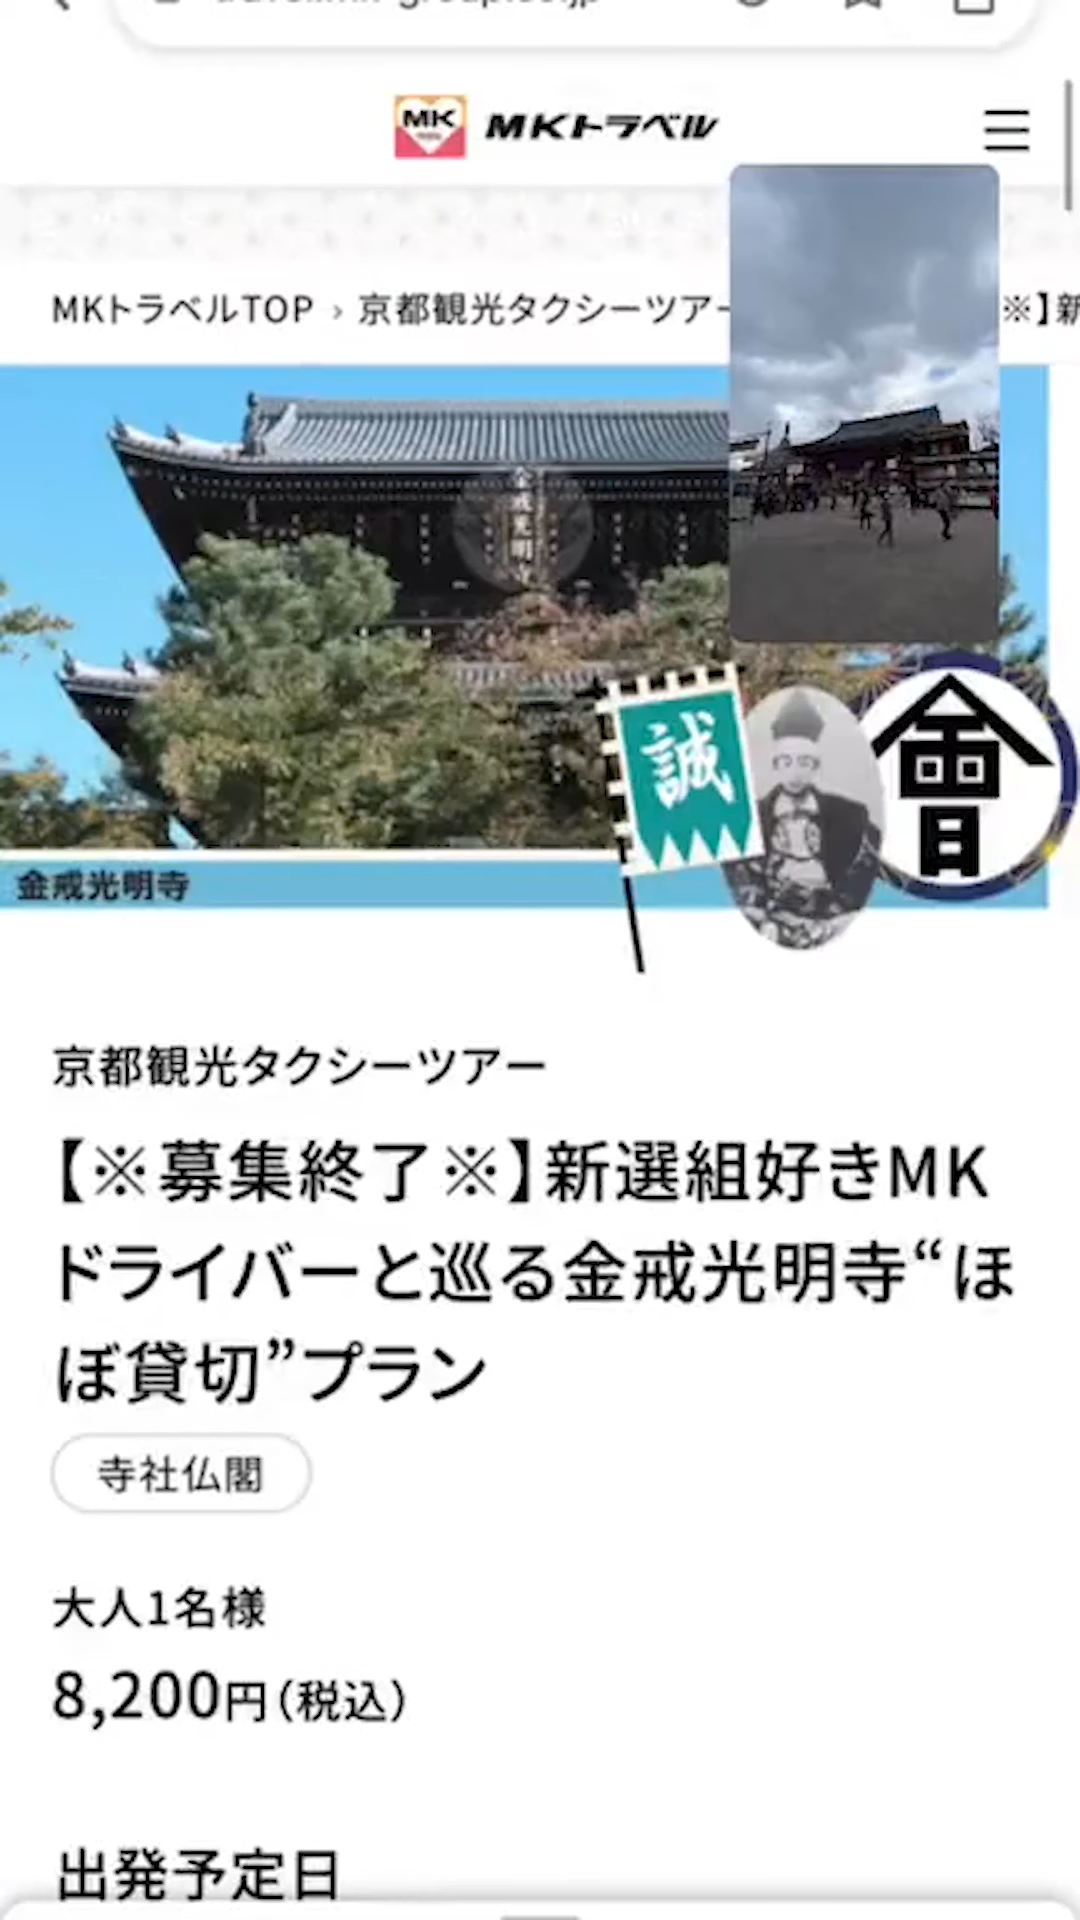 MK
MKトラベル
MKトラベルTOP › 京都観光タクシーツアー
※】新
金戒光明
誠
會
金戒光明寺
京都観光タクシーツアー
【※募集終了※】新選組好きMK
ドライバーと巡る金戒光明寺“ほ
ぼ貸切”プラン
寺社仏閣
大人1名様
8,200円(税込)
出発予定日